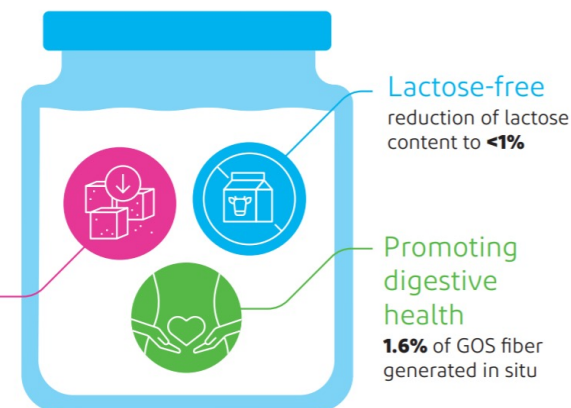 Lactose-free
reduction of lactose
content to <1%
Promoting
digestive
health
1.6% of GOS fiber
generated in situ